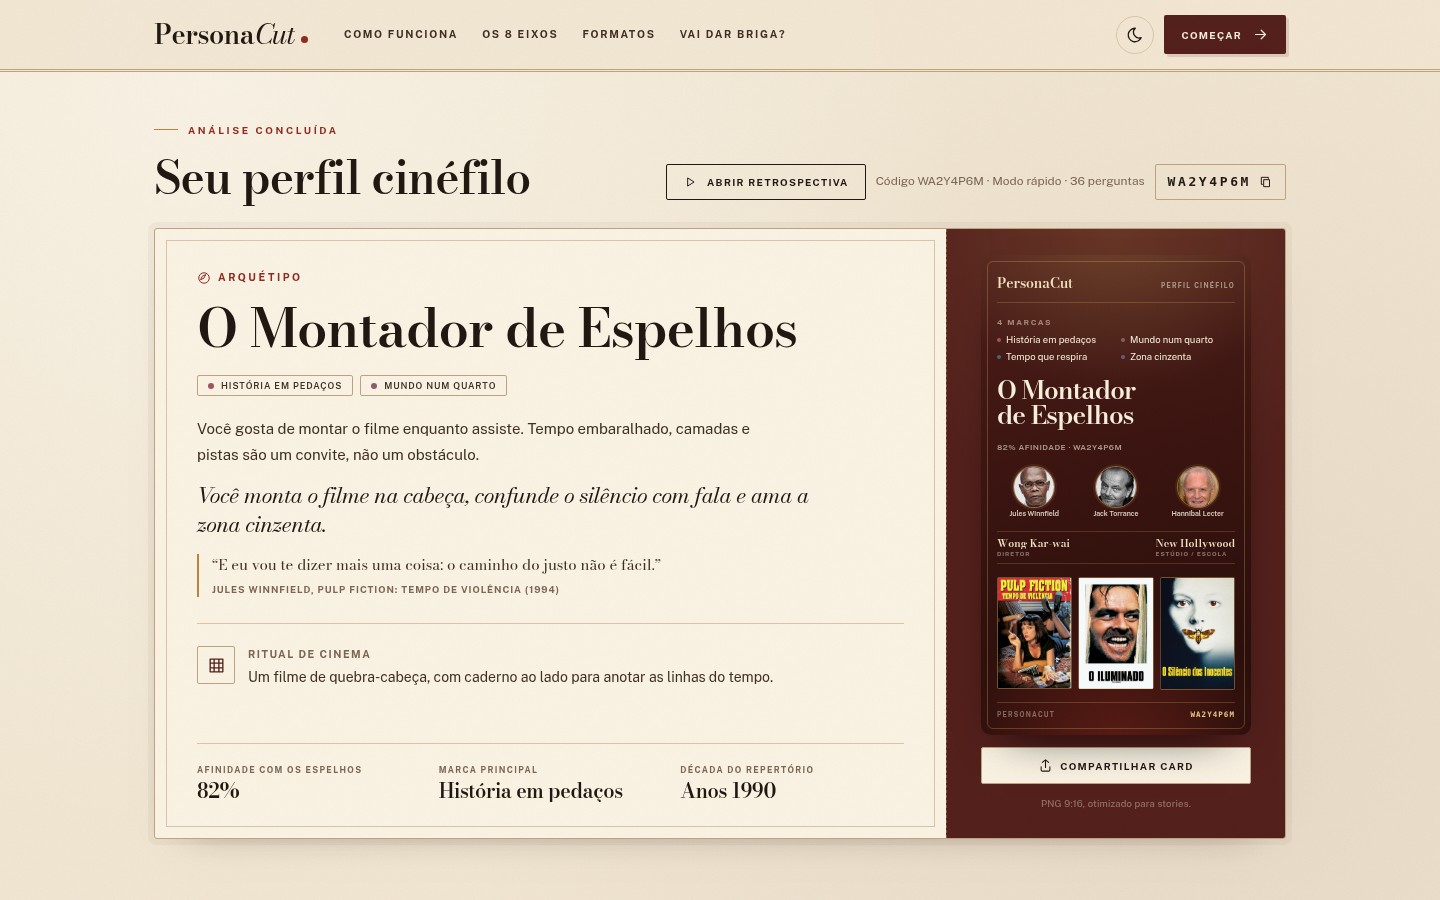 PersonaCut
COMO FUNCIONA
OS 8 EIXOS
FORMATOS
VAI DAR BRIGA?
COMEÇAR
ANÁLISE CONCLUÍDA
Seu perfil cinéfilo
ABRIR RETROSPECTIVA
Código WA2Y4P6M · Modo rápido · 36 perguntas
WA2Y4P6M
ARQUÉTIPO
O Montador de Espelhos
HISTÓRIA EM PEDAÇOS
MUNDO NUM QUARTO
Você gosta de montar o filme enquanto assiste. Tempo embaralhado, camadas e
pistas são um convite, não um obstáculo.
Você monta o filme na cabeça, confunde o silêncio com fala e ama a
zona cinzenta.
“E eu vou te dizer mais uma coisa: o caminho do justo não é fácil.”
JULES WINNFIELD, PULP FICTION: TEMPO DE VIOLÊNCIA (1994)
RITUAL DE CINEMA
Um filme de quebra-cabeça, com caderno ao lado para anotar as linhas do tempo.
AFINIDADE COM OS ESPELHOS
82%
MARCA PRINCIPAL
História em pedaços
DÉCADA DO REPERTÓRIO
Anos 1990
PersonaCut
PERFIL CINÉFILO
4 MARCAS
História em pedaços
Mundo num quarto
Tempo que respira
Zona cinzenta
O Montador
de Espelhos
82% AFINIDADE · WA2Y4P6M
Jules Winnfield
Jack Torrance
Hannibal Lecter
Wong Kar-wai
DIRETOR
New Hollywood
ESTÚDIO / ESCOLA
PULP FICTION
TEMPO DE VIOLÊNCIA
O ILUMINADO
O Silêncio dos Inocentes
PERSONACUT
WA2Y4P6M
COMPARTILHAR CARD
PNG 9:16, otimizado para stories.